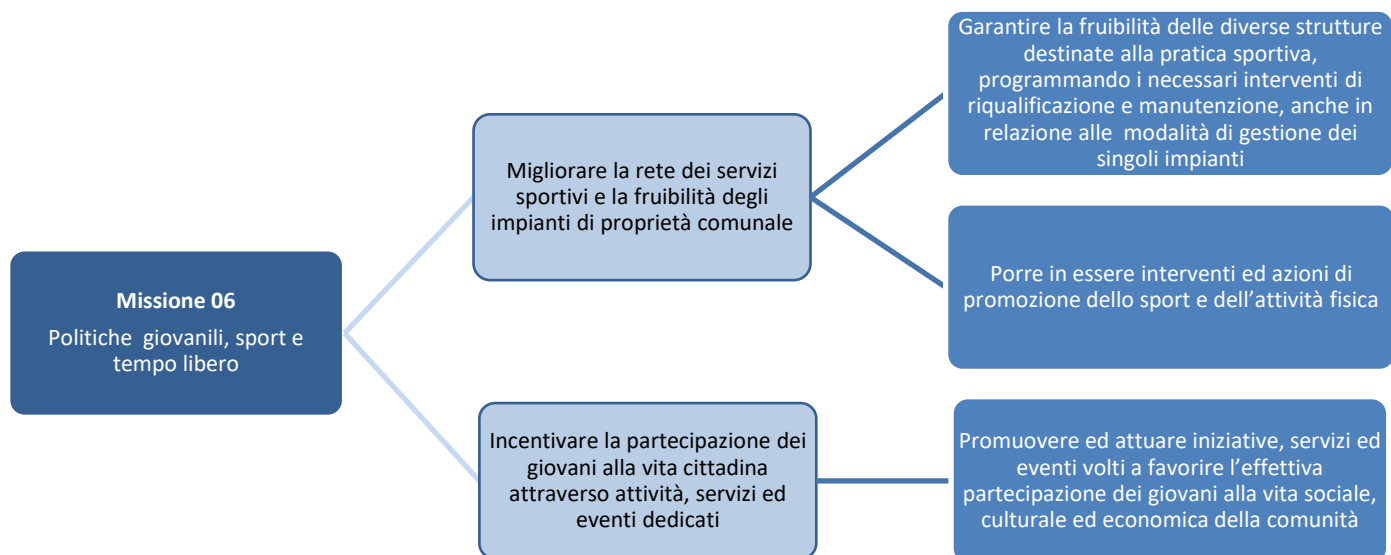 Missione 06
Politiche giovanili, sport e
tempo libero
Migliorare la rete dei servizi
sportivi e la fruibilità degli
impianti di proprietà comunale
Garantire la fruibilità delle diverse strutture
destinate alla pratica sportiva,
programmando i necessari interventi di
riqualificazione e manutenzione, anche in
relazione alle modalità di gestione dei
singoli impianti
Porre in essere interventi ed azioni di
promozione dello sport e dell’attività fisica
Incentivare la partecipazione dei
giovani alla vita cittadina
attraverso attività, servizi ed
eventi dedicati
Promuovere ed attuare iniziative, servizi ed
eventi volti a favorire l’effettiva
partecipazione dei giovani alla vita sociale,
culturale ed economica della comunità